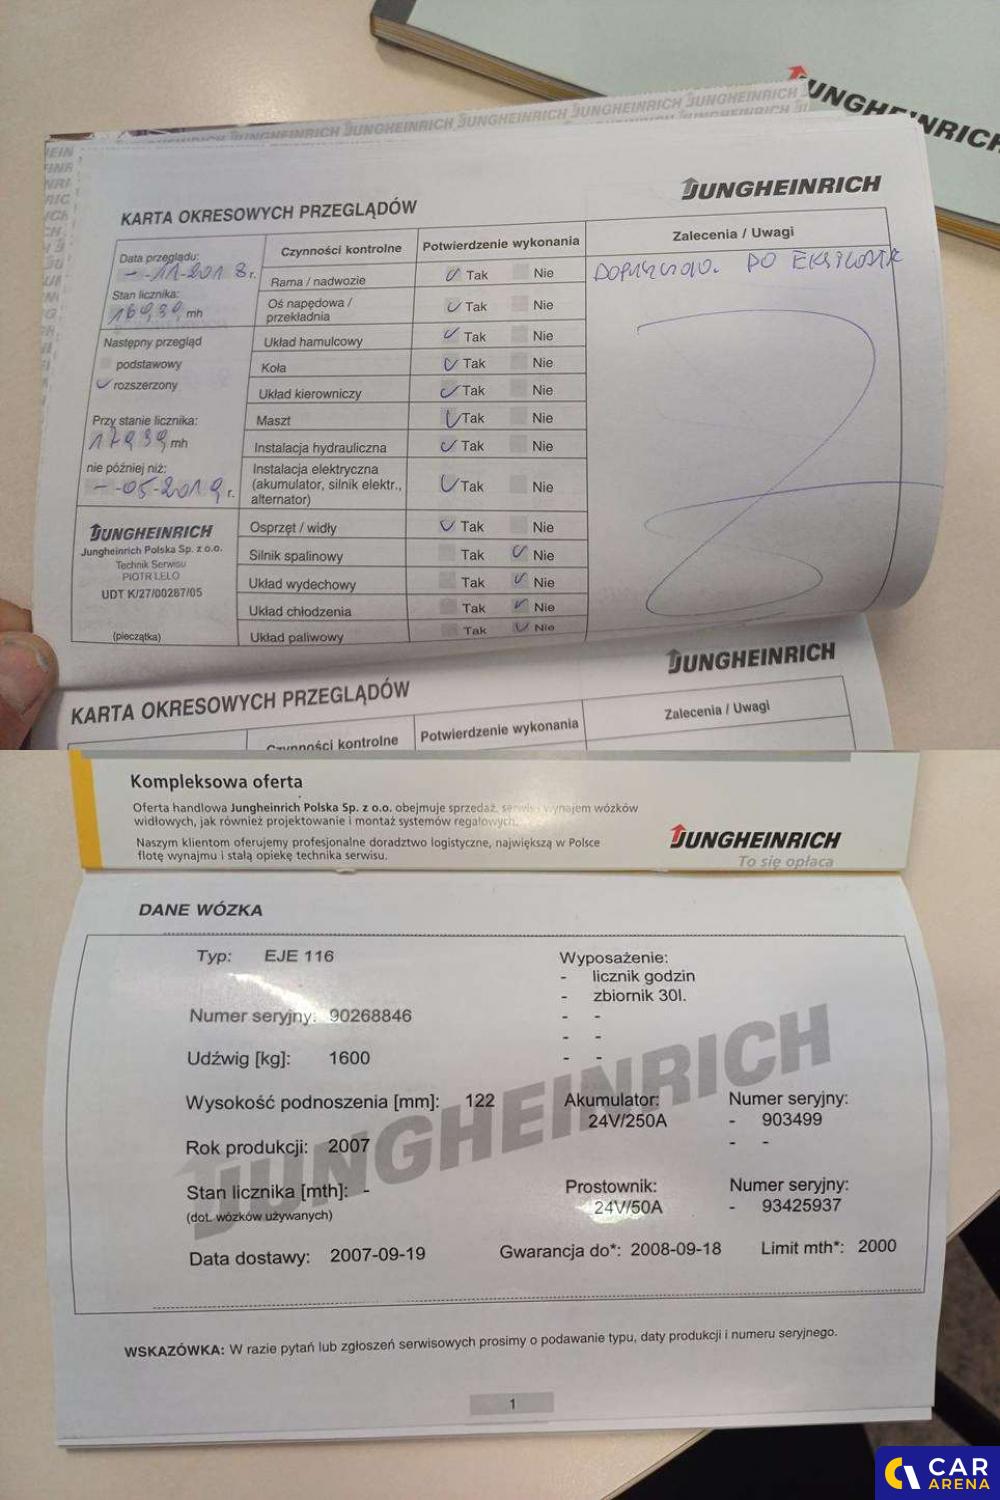 JUNGHEINRICH
JUNGHEINRICH JUNGHEINRICH JUNGHEINRICH JUNGHEINRICH JUNGHEINRICH
KARTA OKRESOWYCH PRZEGLĄDÓW
JUNGHEINRICH
Data przeglądu:
- -11-2018 r.
Stan licznika:
mh
Następny przegląd
podstawowy
rozszerzony
Przy stanie licznika:
mh
nie później niż:
- -05-2019 r.
JUNGHEINRICH
Jungheinrich Polska Sp. z o.o.
Technik Serwisu
PIOTR LELO
UDT K/27/00287/05
(pieczątka)
Czynności kontrolne Potwierdzenie wykonania Zalecenia / Uwagi
Rama / nadwozie Tak Nie
Oś napędowa /
przekładnia Tak Nie
Układ hamulcowy Tak Nie
Koła Tak Nie
Układ kierowniczy Tak Nie
Maszt Tak Nie
Instalacja hydrauliczna Tak Nie
Instalacja elektryczna
(akumulator, silnik elektr.,
alternator) Tak Nie
Osprzęt / widły Tak Nie
Silnik spalinowy Tak Nie
Układ wydechowy Tak Nie
Układ chłodzenia Tak Nie
Układ paliwowy Tak Nie
KARTA OKRESOWYCH PRZEGLĄDÓW
JUNGHEINRICH
Czynności kontrolne Potwierdzenie wykonania Zalecenia / Uwagi
Kompleksowa oferta
Oferta handlowa Jungheinrich Polska Sp. z o.o. obejmuje sprzedaż, serwis i wynajem wózków
widłowych, jak również projektowanie i montaż systemów regałowych.
Naszym klientom oferujemy profesjonalne doradztwo logistyczne, największą w Polsce
flotę wynajmu i stałą opiekę technika serwisu.
JUNGHEINRICH
To się opłaca
DANE WÓZKA
Typ: EJE 116
Numer seryjny: 90268846
Udźwig [kg]: 1600
Wysokość podnoszenia [mm]: 122
Rok produkcji: 2007
Stan licznika [mth]: -
(dot. wózków używanych)
Data dostawy: 2007-09-19
Wyposażenie:
- licznik godzin
- zbiornik 30l.
- -
- -
- -
Akumulator: Numer seryjny:
24V/250A - 903499
- -
Prostownik: Numer seryjny:
24V/50A - 93425937
Gwarancja do*: 2008-09-18 Limit mth*: 2000
JUNGHEINRICH
WSKAZÓWKA: W razie pytań lub zgłoszeń serwisowych prosimy o podawanie typu, daty produkcji i numeru seryjnego.
1
CAR
ARENA